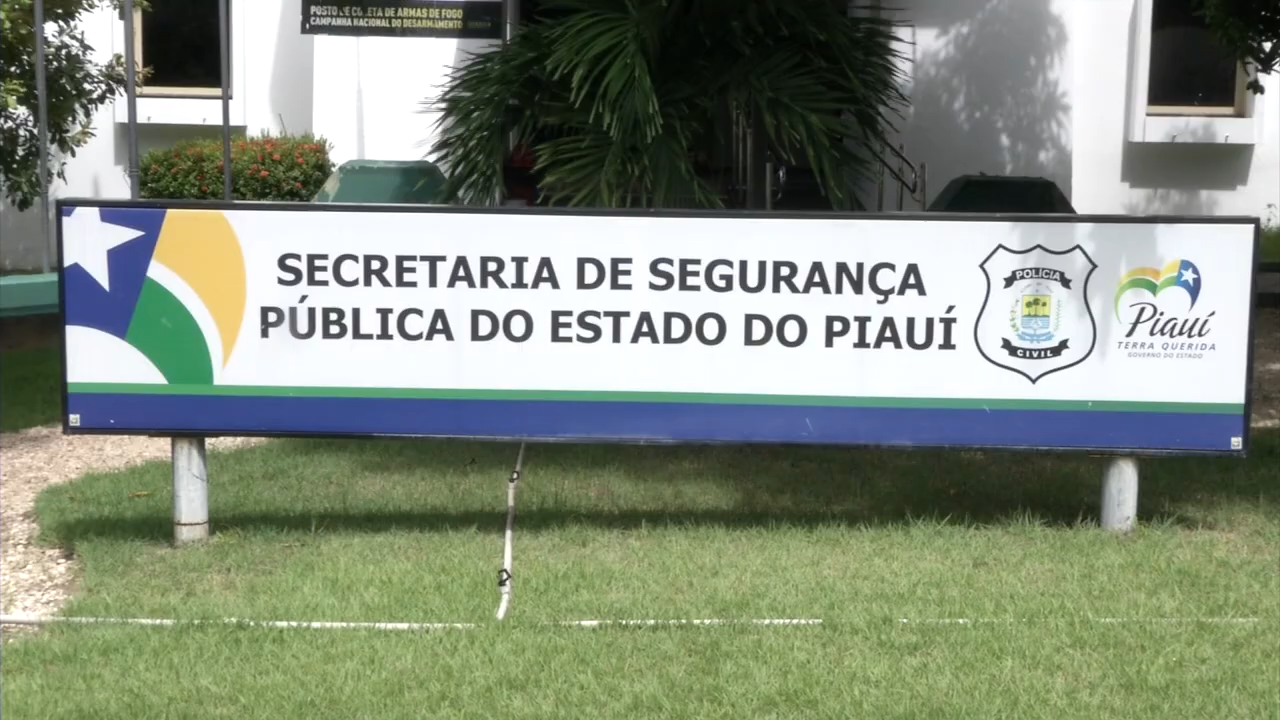 POSTO DE COLETA DE ARMAS DE FOGO
CAMPANHA NACIONAL DO DESARMAMENTO
SECRETARIA DE SEGURANÇA
PÚBLICA DO ESTADO DO PIAUÍ
POLÍCIA
CIVIL
Piauí
TERRA QUERIDA
GOVERNO DO ESTADO